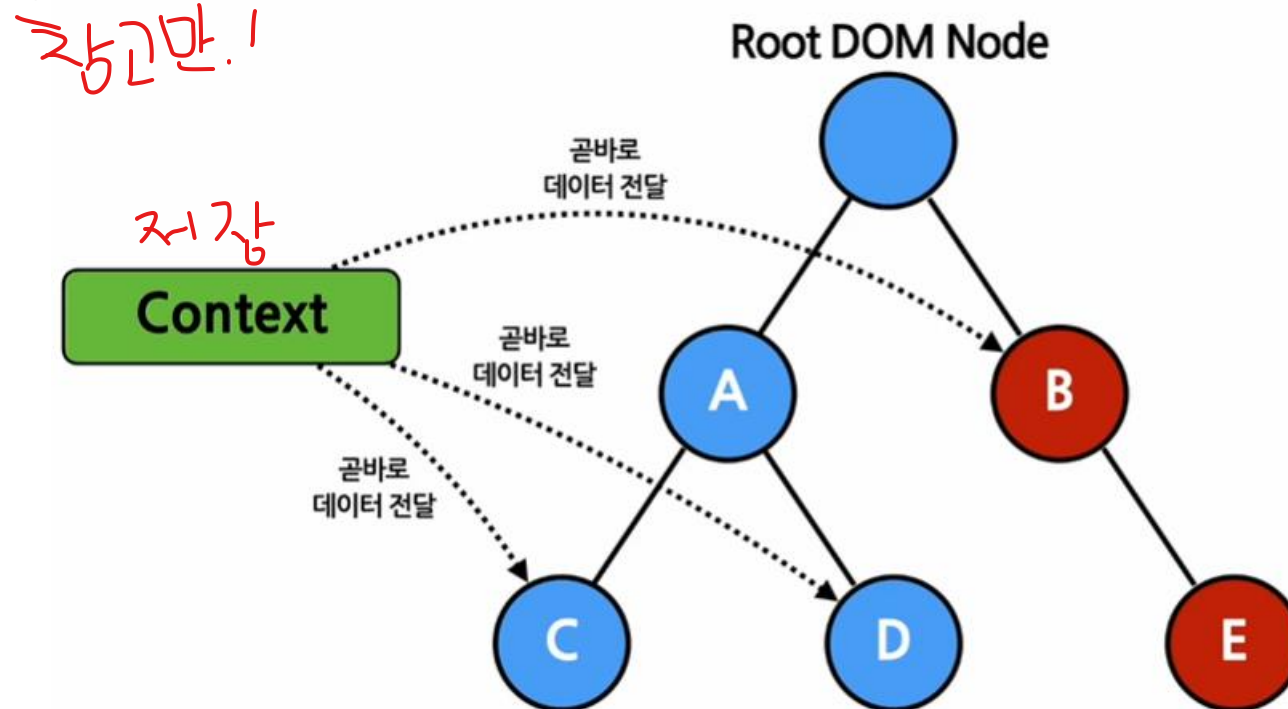 참고만!
Root DOM Node
곧바로
데이터 전달
저장
Context
곧바로
데이터 전달
A
B
곧바로
데이터 전달
C
D
E